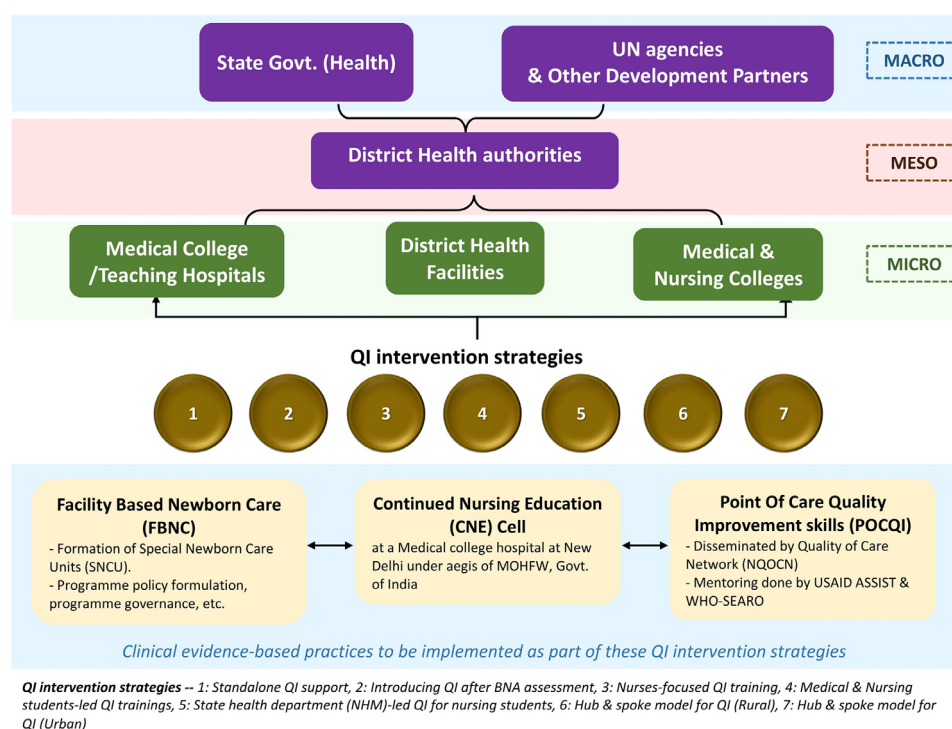 State Govt. (Health)
UN agencies
& Other Development Partners
MACRO
District Health authorities
MESO
Medical College
/Teaching Hospitals
District Health
Facilities
Medical &
Nursing Colleges
MICRO
QI intervention strategies
1
2
3
4
5
6
7
Facility Based Newborn Care
(FBNC)
- Formation of Special Newborn Care
Units (SNCU).
- Programme policy formulation,
programme governance, etc.
Continued Nursing Education
(CNE) Cell
at a Medical college hospital at New
Delhi under aegis of MOHFW, Govt.
of India
Point Of Care Quality
Improvement skills (POCQI)
- Disseminated by Quality of Care
Network (NQOCN)
- Mentoring done by USAID ASSIST &
WHO-SEARO
Clinical evidence-based practices to be implemented as part of these QI intervention strategies
QI intervention strategies -- 1: Standalone QI support, 2: Introducing QI after BNA assessment, 3: Nurses-focused QI training, 4: Medical & Nursing
students-led QI trainings, 5: State health department (NHM)-led QI for nursing students, 6: Hub & spoke model for QI (Rural), 7: Hub & spoke model for
QI (Urban)